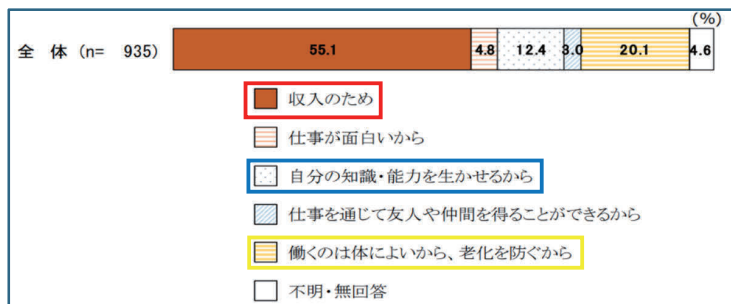 (%)
全 体 (n= 935) 55.1 4.8 12.4 3.0 20.1 4.6
収入のため
仕事が面白いから
自分の知識・能力を生かせるから
仕事を通じて友人や仲間を得ることができるから
働くのは体によいから、老化を防ぐから
不明・無回答